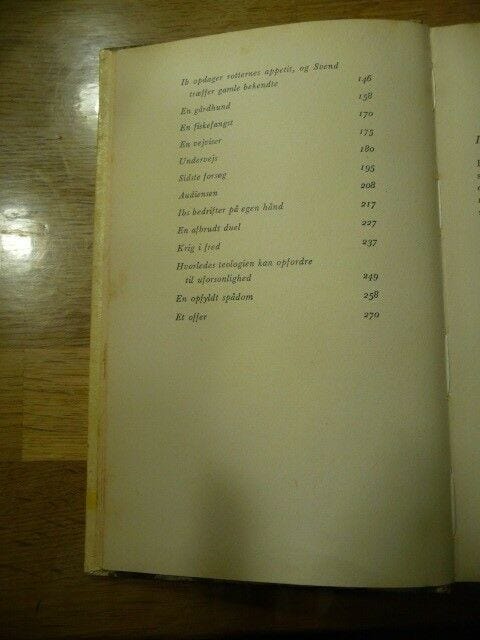 Ib opdager rotternes appetit, og Svend
træffer gamle bekendte 146
En gårdhund 158
En fiskefangst 170
En vejviser 175
Undervejs 180
Sidste forsøg 195
Audiensen 208
Ibs bedrifter på egen hånd 217
En afbrudt duel 227
Krig i fred 237
Hvorledes teologien kan opfordre
til uforsonlighed 249
En opfyldt spådom 258
Et offer 270